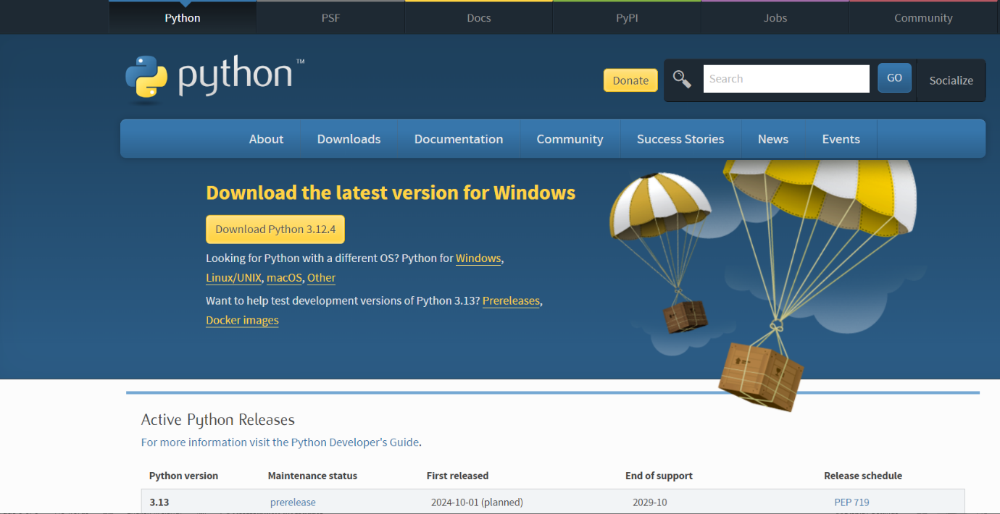 Python PSF Docs PyPI Jobs Community
python™
Donate Search GO Socialize
About Downloads Documentation Community Success Stories News Events
Download the latest version for Windows
Download Python 3.12.4
Looking for Python with a different OS? Python for Windows,
Linux/UNIX, macOS, Other
Want to help test development versions of Python 3.13? Prereleases,
Docker images
Active Python Releases
For more information visit the Python Developer's Guide.
Python version Maintenance status First released End of support Release schedule
3.13 prerelease 2024-10-01 (planned) 2029-10 PEP 719